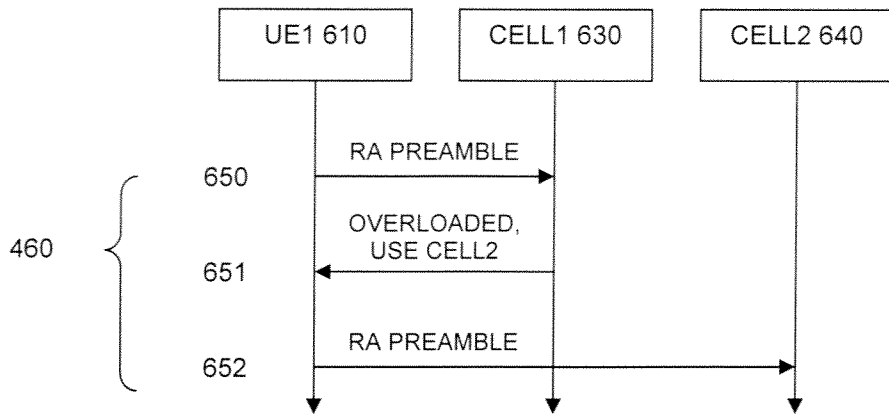 UE1 610
CELL1 630
CELL2 640
RA PREAMBLE
650
OVERLOADED,
USE CELL2
460
651
RA PREAMBLE
652